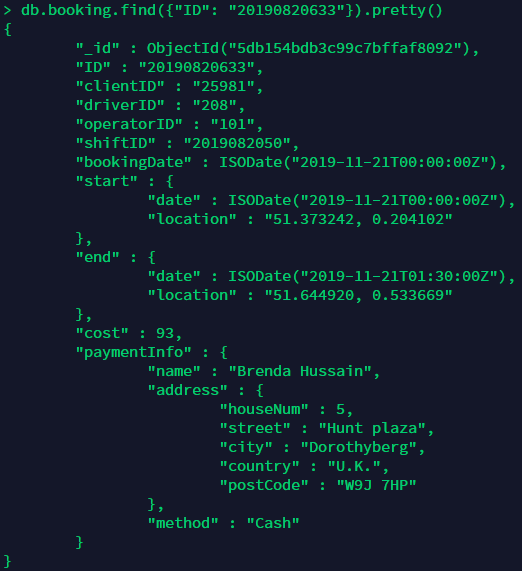 > db.booking.find({"ID": "20190820633"}).pretty()
{
        "_id" : ObjectId("5db154bdb3c99c7bffaf8092"),
        "ID" : "20190820633",
        "clientID" : "25981",
        "driverID" : "208",
        "operatorID" : "101",
        "shiftID" : "2019082050",
        "bookingDate" : ISODate("2019-11-21T00:00:00Z"),
        "start" : {
                "date" : ISODate("2019-11-21T00:00:00Z"),
                "location" : "51.373242, 0.204102"
        },
        "end" : {
                "date" : ISODate("2019-11-21T01:30:00Z"),
                "location" : "51.644920, 0.533669"
        },
        "cost" : 93,
        "paymentInfo" : {
                "name" : "Brenda Hussain",
                "address" : {
                        "houseNum" : 5,
                        "street" : "Hunt plaza",
                        "city" : "Dorothyberg",
                        "country" : "U.K.",
                        "postCode" : "W9J 7HP"
                },
                "method" : "Cash"
        }
}